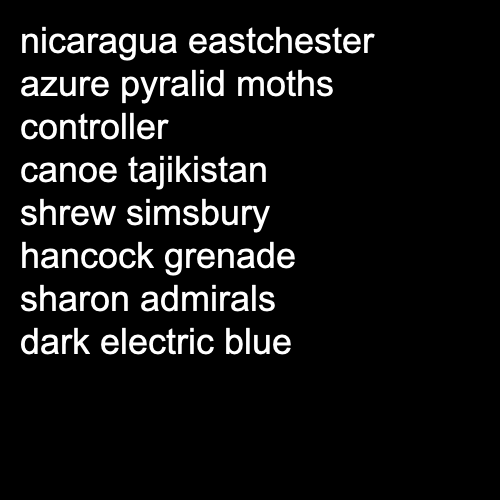 nicaragua eastchester
azure pyralid moths
controller
canoe tajikistan
shrew simsbury
hancock grenade
sharon admirals
dark electric blue